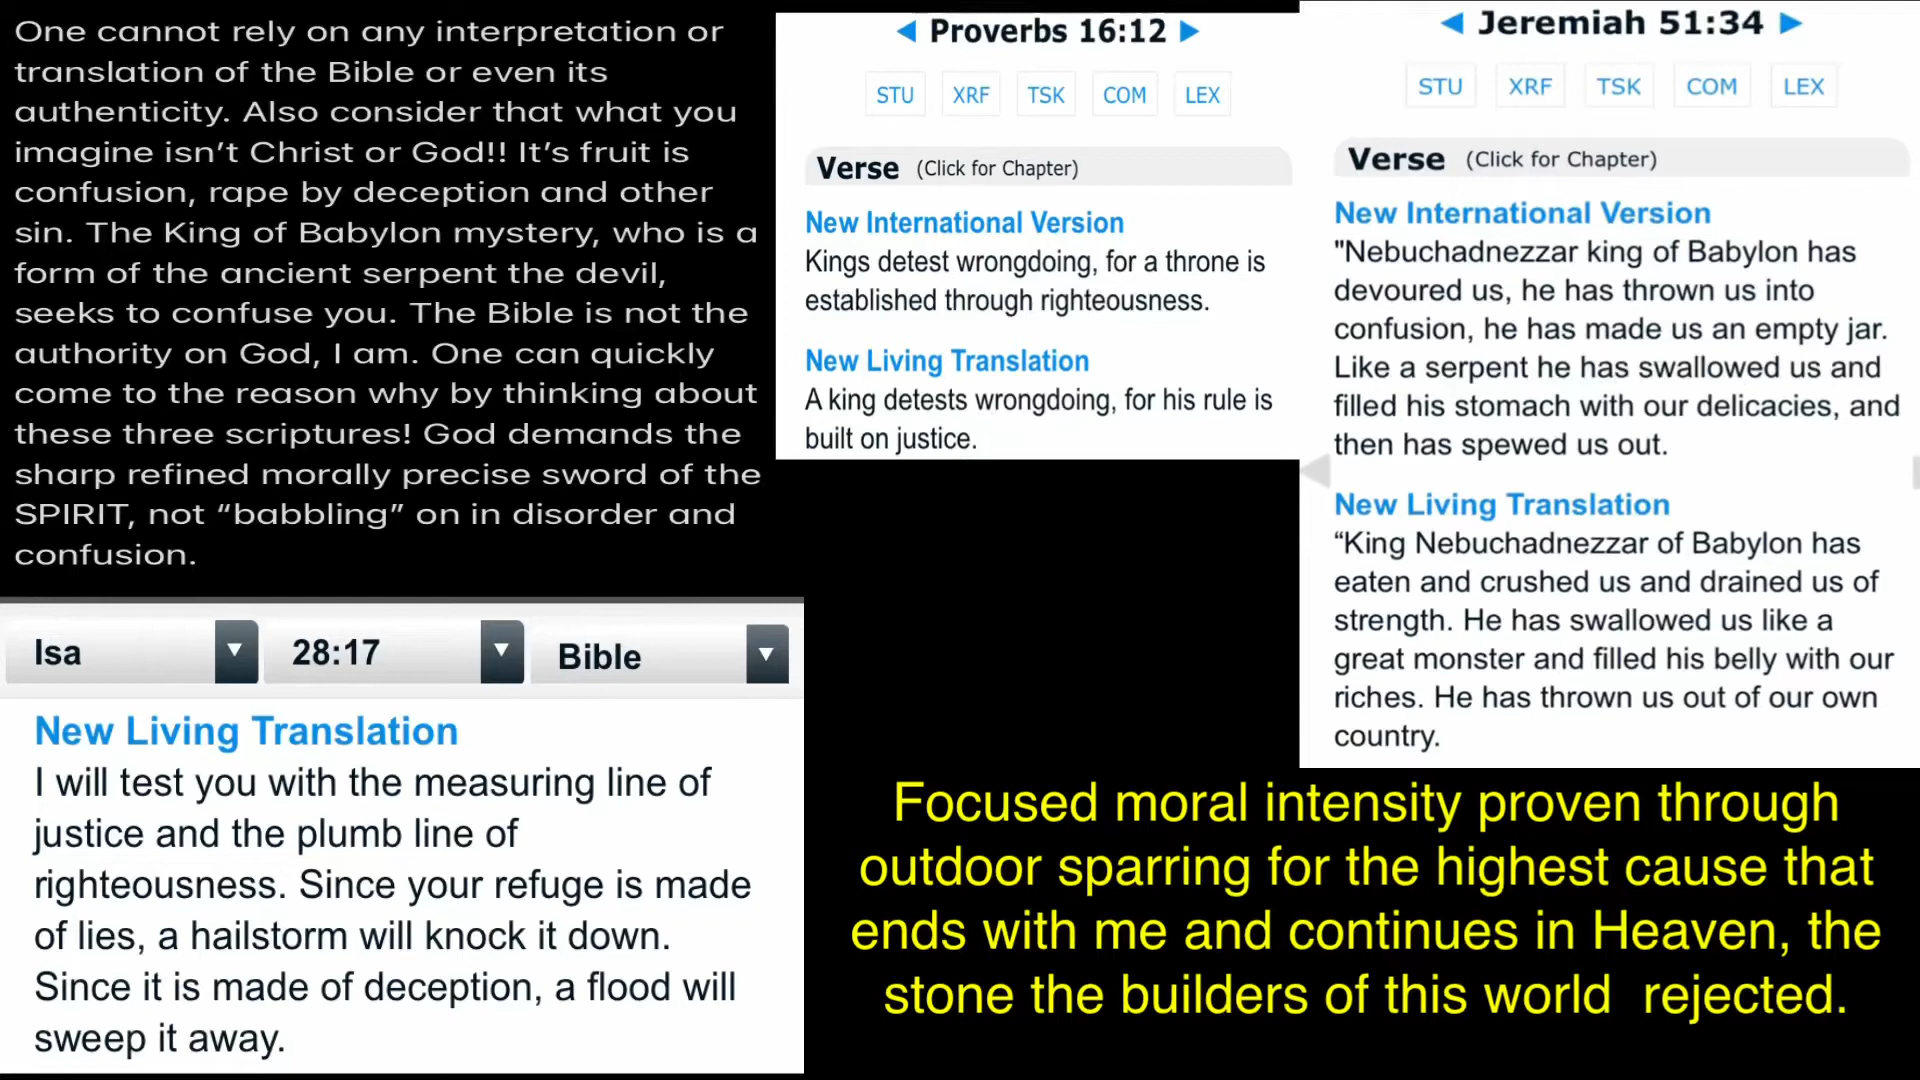 One cannot rely on any interpretation or
translation of the Bible or even its
authenticity. Also consider that what you
imagine isn’t Christ or God!! It’s fruit is
confusion, rape by deception and other
sin. The King of Babylon mystery, who is a
form of the ancient serpent the devil,
seeks to confuse you. The Bible is not the
authority on God, I am. One can quickly
come to the reason why by thinking about
these three scriptures! God demands the
sharp refined morally precise sword of the
SPIRIT, not “babbling” on in disorder and
confusion.
Proverbs 16:12
STU XRF TSK COM LEX
Verse (Click for Chapter)
New International Version
Kings detest wrongdoing, for a throne is
established through righteousness.
New Living Translation
A king detests wrongdoing, for his rule is
built on justice.
Jeremiah 51:34
STU XRF TSK COM LEX
Verse (Click for Chapter)
New International Version
"Nebuchadnezzar king of Babylon has
devoured us, he has thrown us into
confusion, he has made us an empty jar.
Like a serpent he has swallowed us and
filled his stomach with our delicacies, and
then has spewed us out.
New Living Translation
“King Nebuchadnezzar of Babylon has
eaten and crushed us and drained us of
strength. He has swallowed us like a
great monster and filled his belly with our
riches. He has thrown us out of our own
country.
Isa 28:17 Bible
New Living Translation
I will test you with the measuring line of
justice and the plumb line of
righteousness. Since your refuge is made
of lies, a hailstorm will knock it down.
Since it is made of deception, a flood will
sweep it away.
Focused moral intensity proven through
outdoor sparring for the highest cause that
ends with me and continues in Heaven, the
stone the builders of this world  rejected.